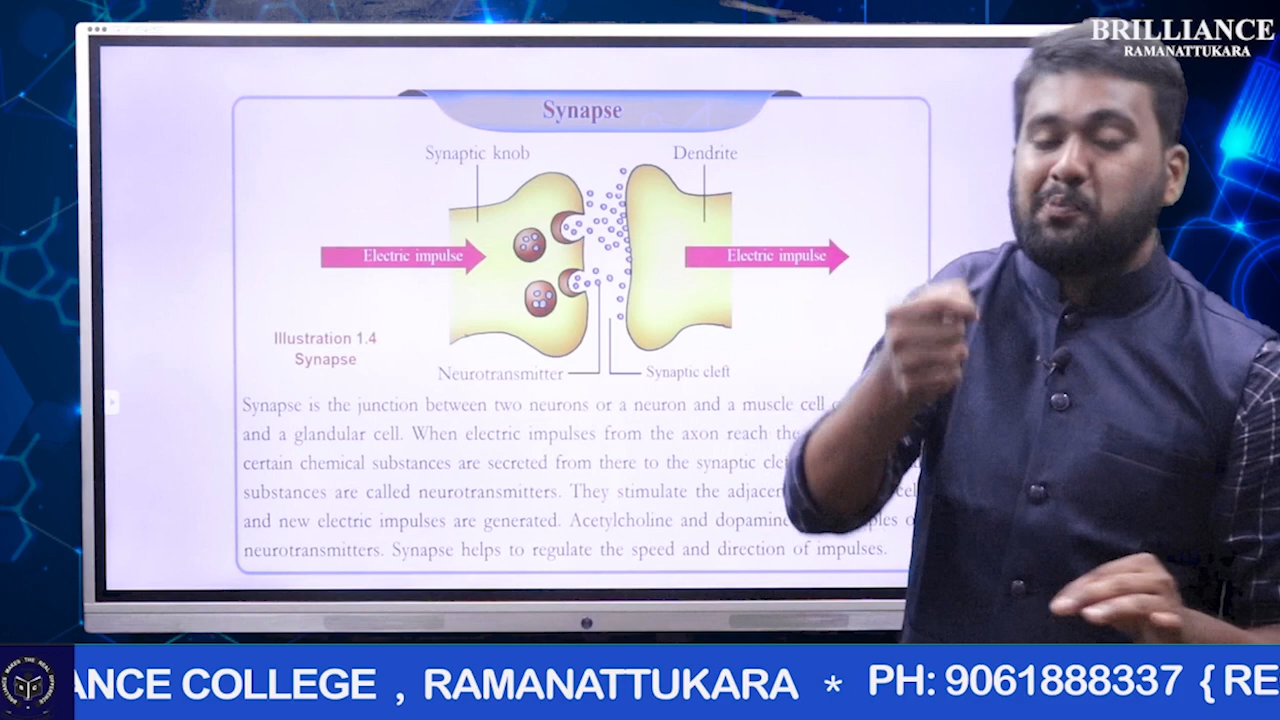 BRILLIANCE
RAMANATTUKARA
Synapse
Synaptic knob
Dendrite
Electric impulse
Electric impulse
Illustration 1.4
Synapse
Neurotransmitter
Synaptic cleft
Synapse is the junction between two neurons or a neuron and a muscle cell
and a glandular cell. When electric impulses from the axon reach the
certain chemical substances are secreted from there to the synaptic
substances are called neurotransmitters. They stimulate the
and new electric impulses are generated. Acetylcholine and dopamine
neurotransmitters. Synapse helps to regulate the speed and direction of impulses.
ANCE COLLEGE , RAMANATTUKARA * PH: 9061888337 { RE